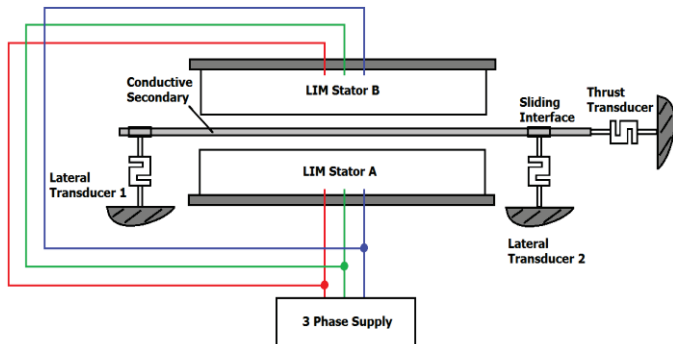 LIM Stator B
Conductive
Secondary
Sliding
Interface
Thrust
Transducer
LIM Stator A
Lateral
Transducer 1
Lateral
Transducer 2
3 Phase Supply